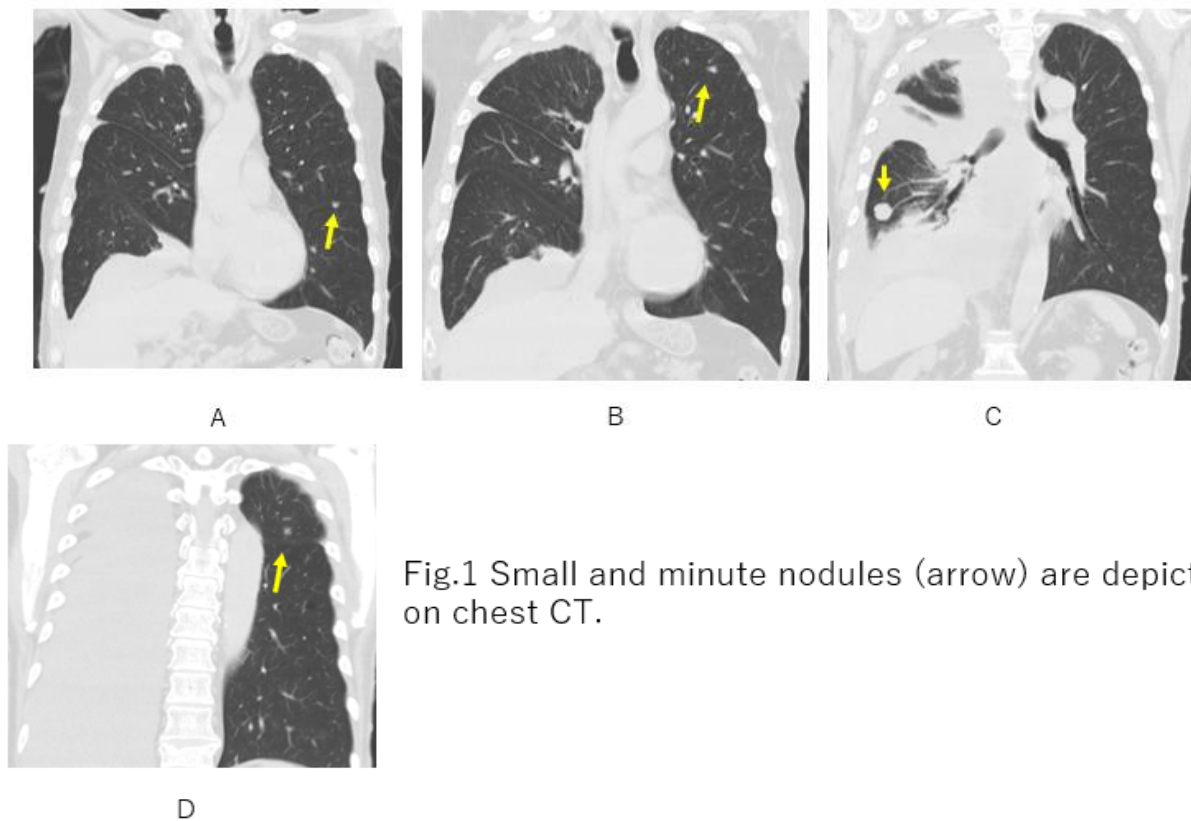 A
B
C
Fig.1 Small and minute nodules (arrow) are depict
on chest CT.
D